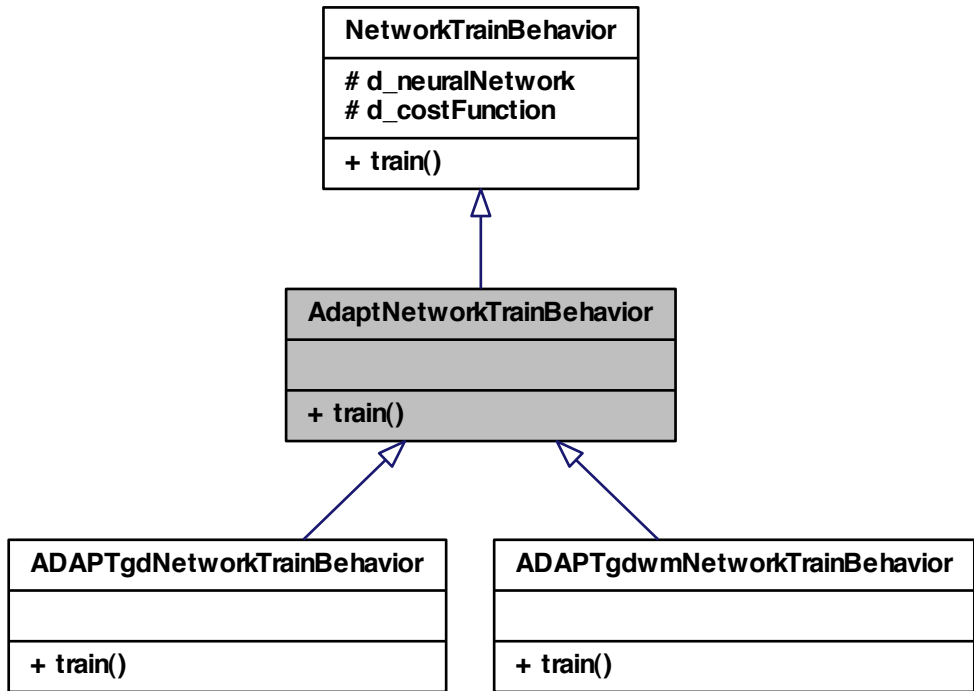 NetworkTrainBehavior
# d_neuralNetwork
# d_costFunction
+ train()
AdaptNetworkTrainBehavior
+ train()
ADAPTgdNetworkTrainBehavior
+ train()
ADAPTgdwmNetworkTrainBehavior
+ train()